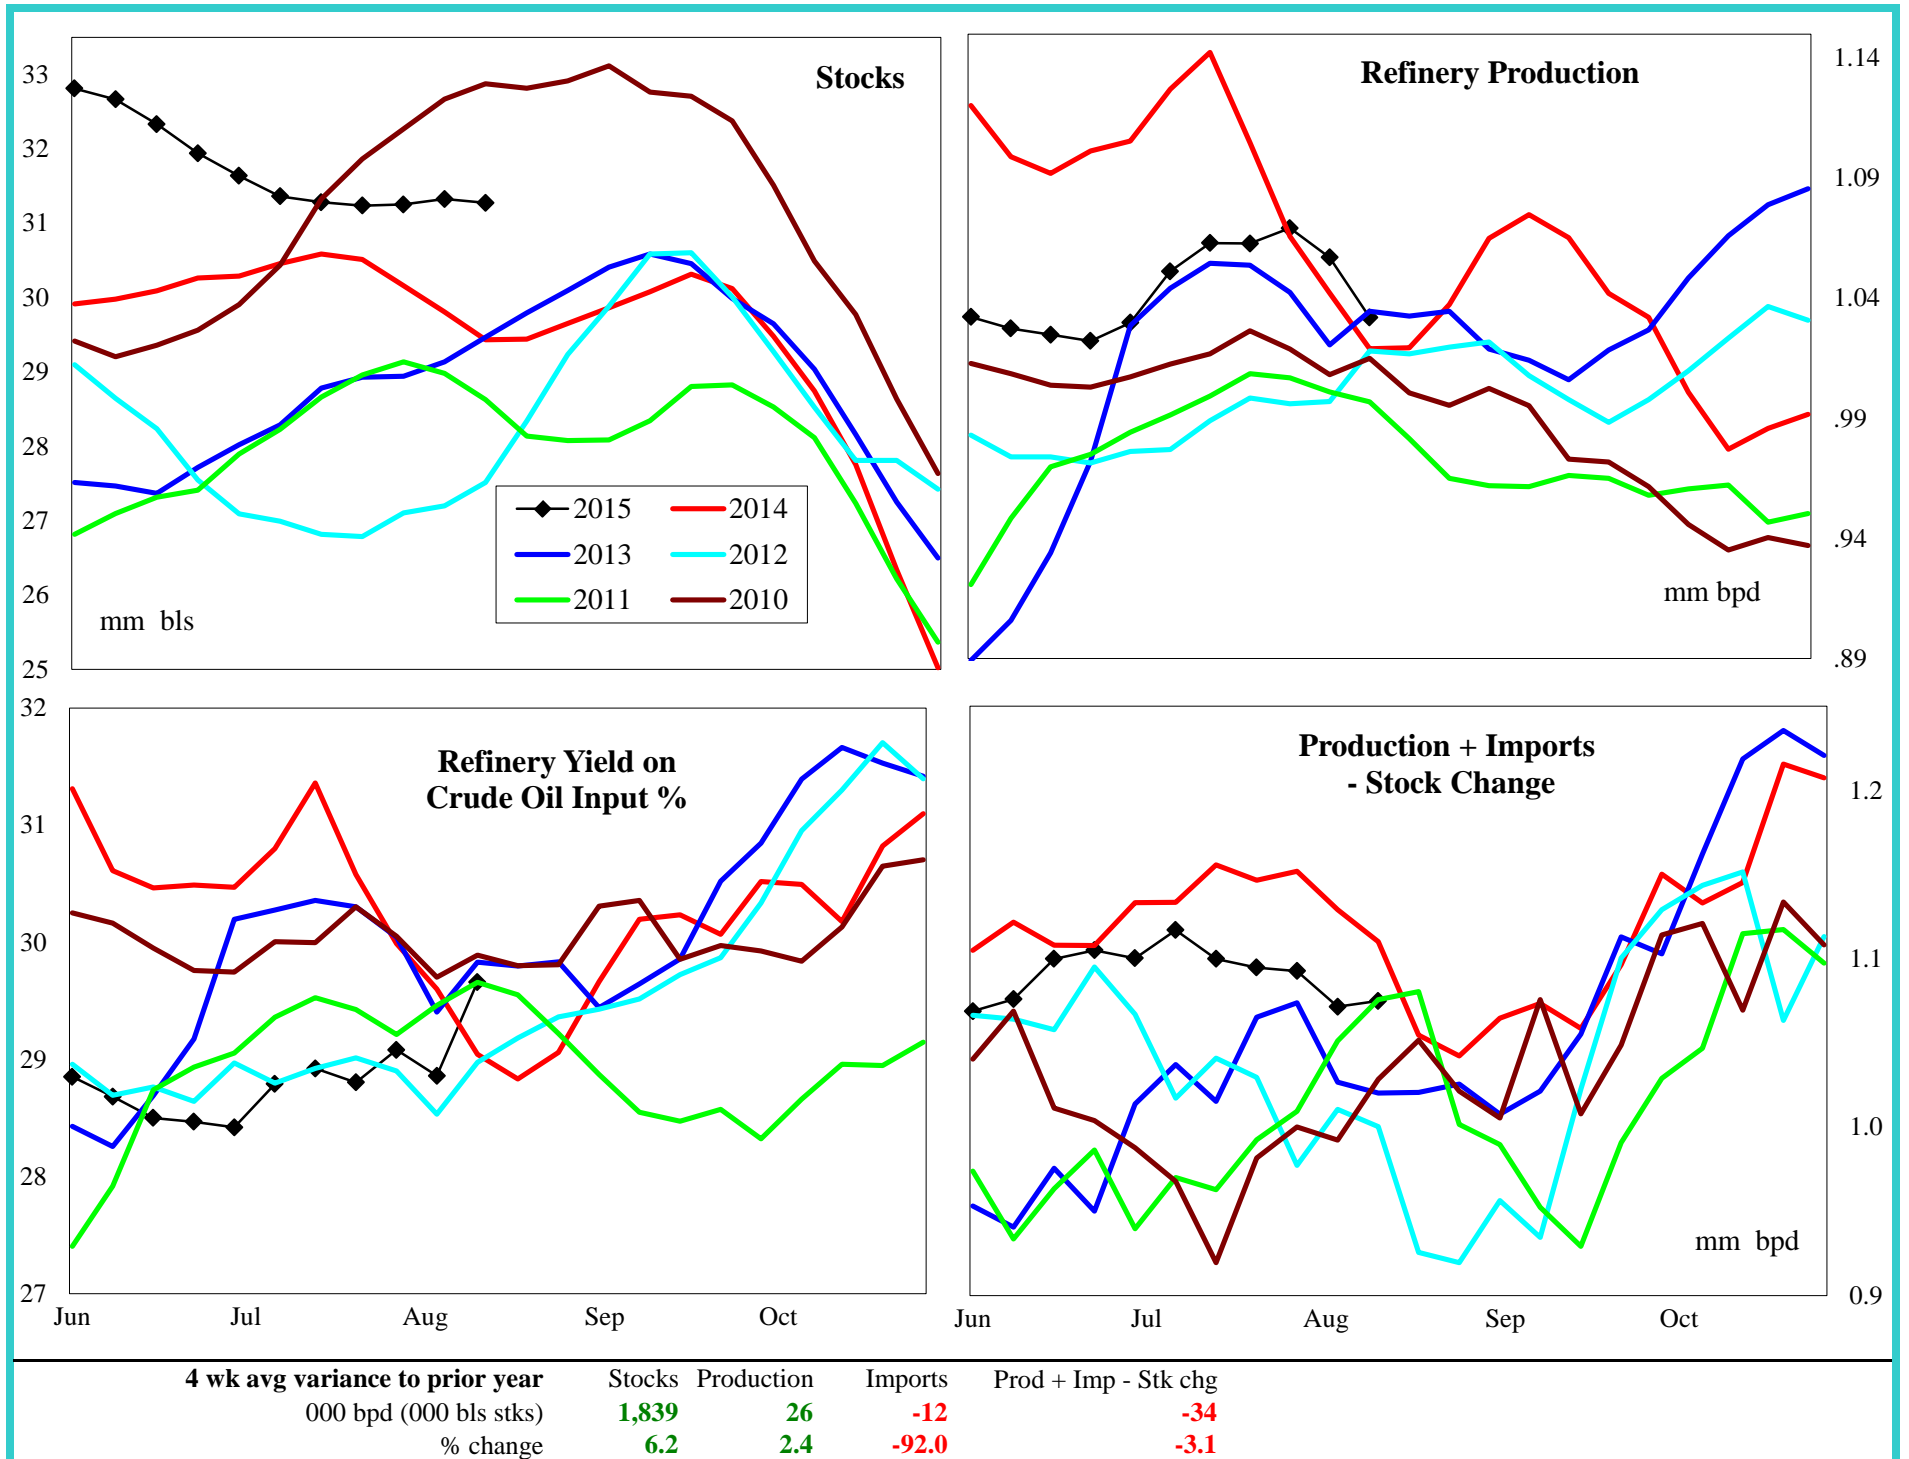 Stocks
33
32
31
30
29
28
27
26
25
mm bls
2015
2014
2013
2012
2011
2010
Refinery Production
1.14
1.09
1.04
.99
.94
.89
mm bpd
Refinery Yield on
Crude Oil Input %
32
31
30
29
28
27
Jun
Jul
Aug
Sep
Oct
Production + Imports
- Stock Change
1.2
1.1
1.0
0.9
mm bpd
Jun
Jul
Aug
Sep
Oct
4 wk avg variance to prior year Stocks Production Imports Prod + Imp - Stk chg
000 bpd (000 bls stks) 1,839 26 -12 -34
% change 6.2 2.4 -92.0 -3.1